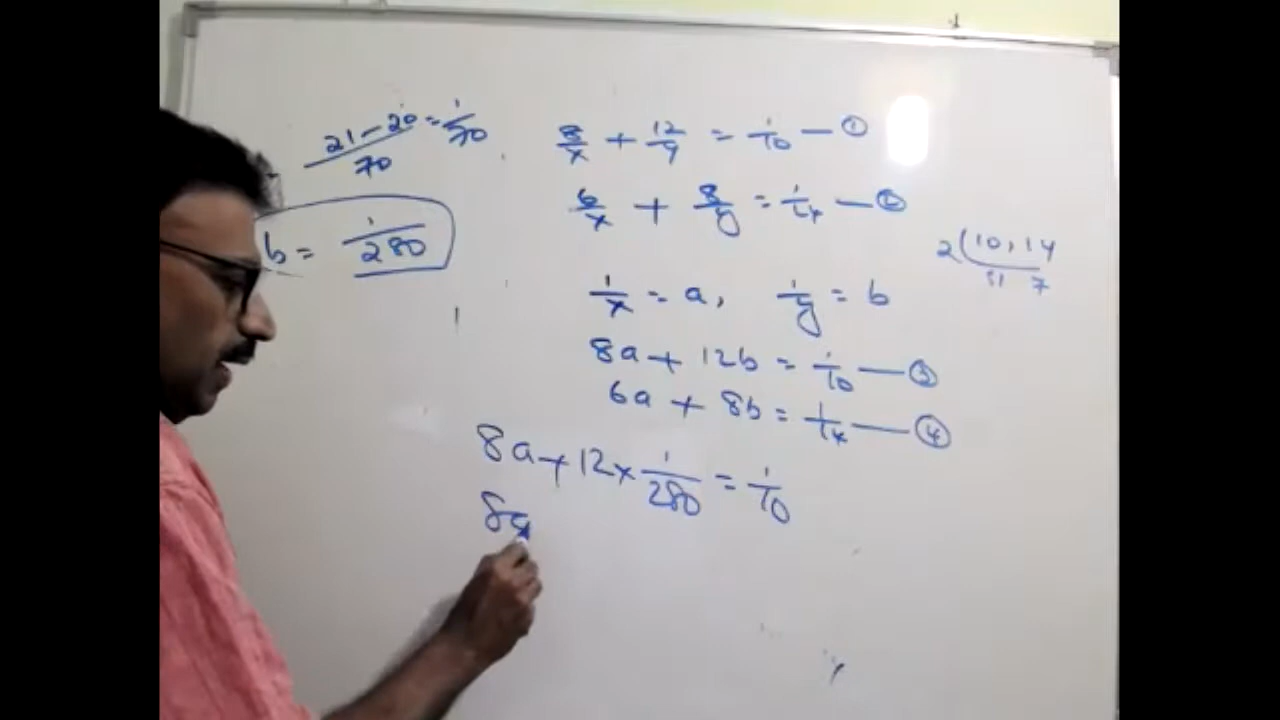 21 - 20 / 70 = 1/70
b = 1/280
8/x + 12/y = 1/10 — ①
6/x + 8/y = 1/14 — ②
2 ( 10, 14
5, 7
1/x = a, 1/y = b
8a + 12b = 1/10 — ③
6a + 8b = 1/14 — ④
8a + 12 x 1/280 = 1/10
8a